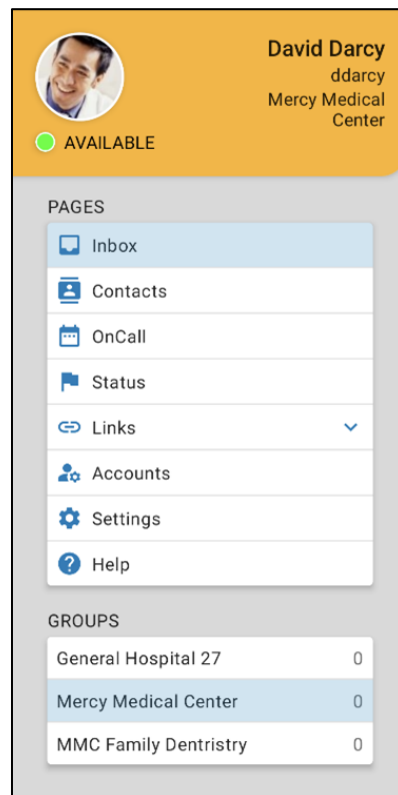 David Darcy
ddarcy
Mercy Medical
Center
AVAILABLE
PAGES
Inbox
Contacts
OnCall
Status
Links
Accounts
Settings
Help
GROUPS
General Hospital 27 0
Mercy Medical Center 0
MMC Family Dentristry 0